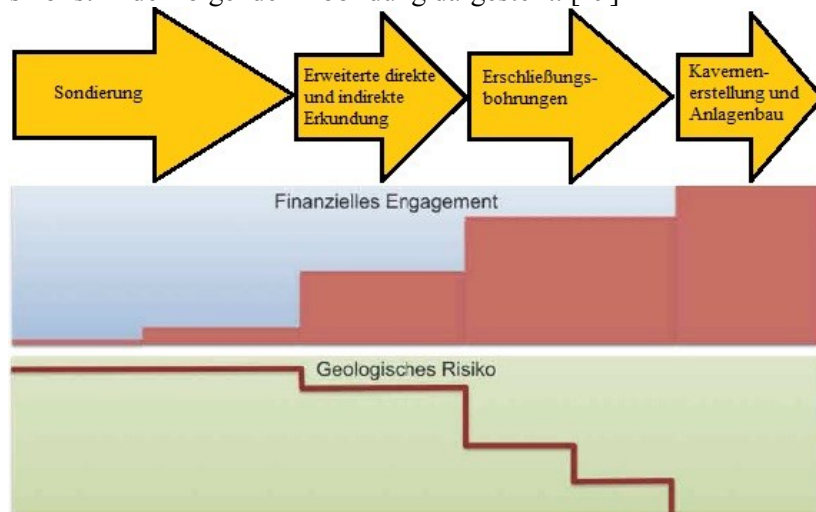 Sondierung
Erweiterte direkte
und indirekte
Erkundung
Erschließungs-
bohrungen
Kavernen-
erstellung und
Anlagenbau
Finanzielles Engagement
Geologisches Risiko